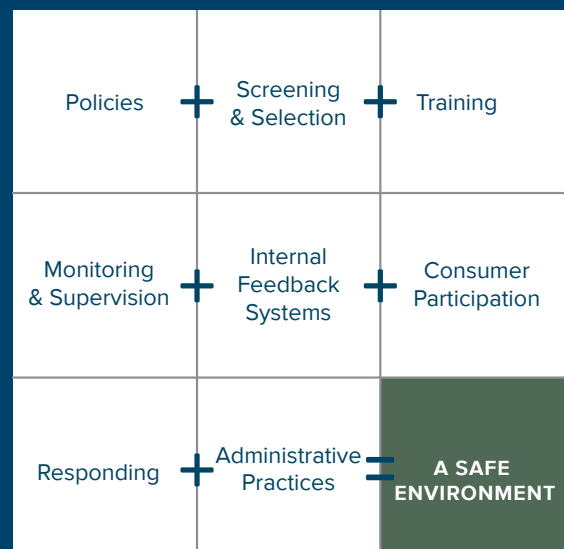 Policies + Screening
& Selection + Training
Monitoring
& Supervision + Internal
Feedback
Systems + Consumer
Participation
Responding + Administrative
Practices = A SAFE
ENVIRONMENT